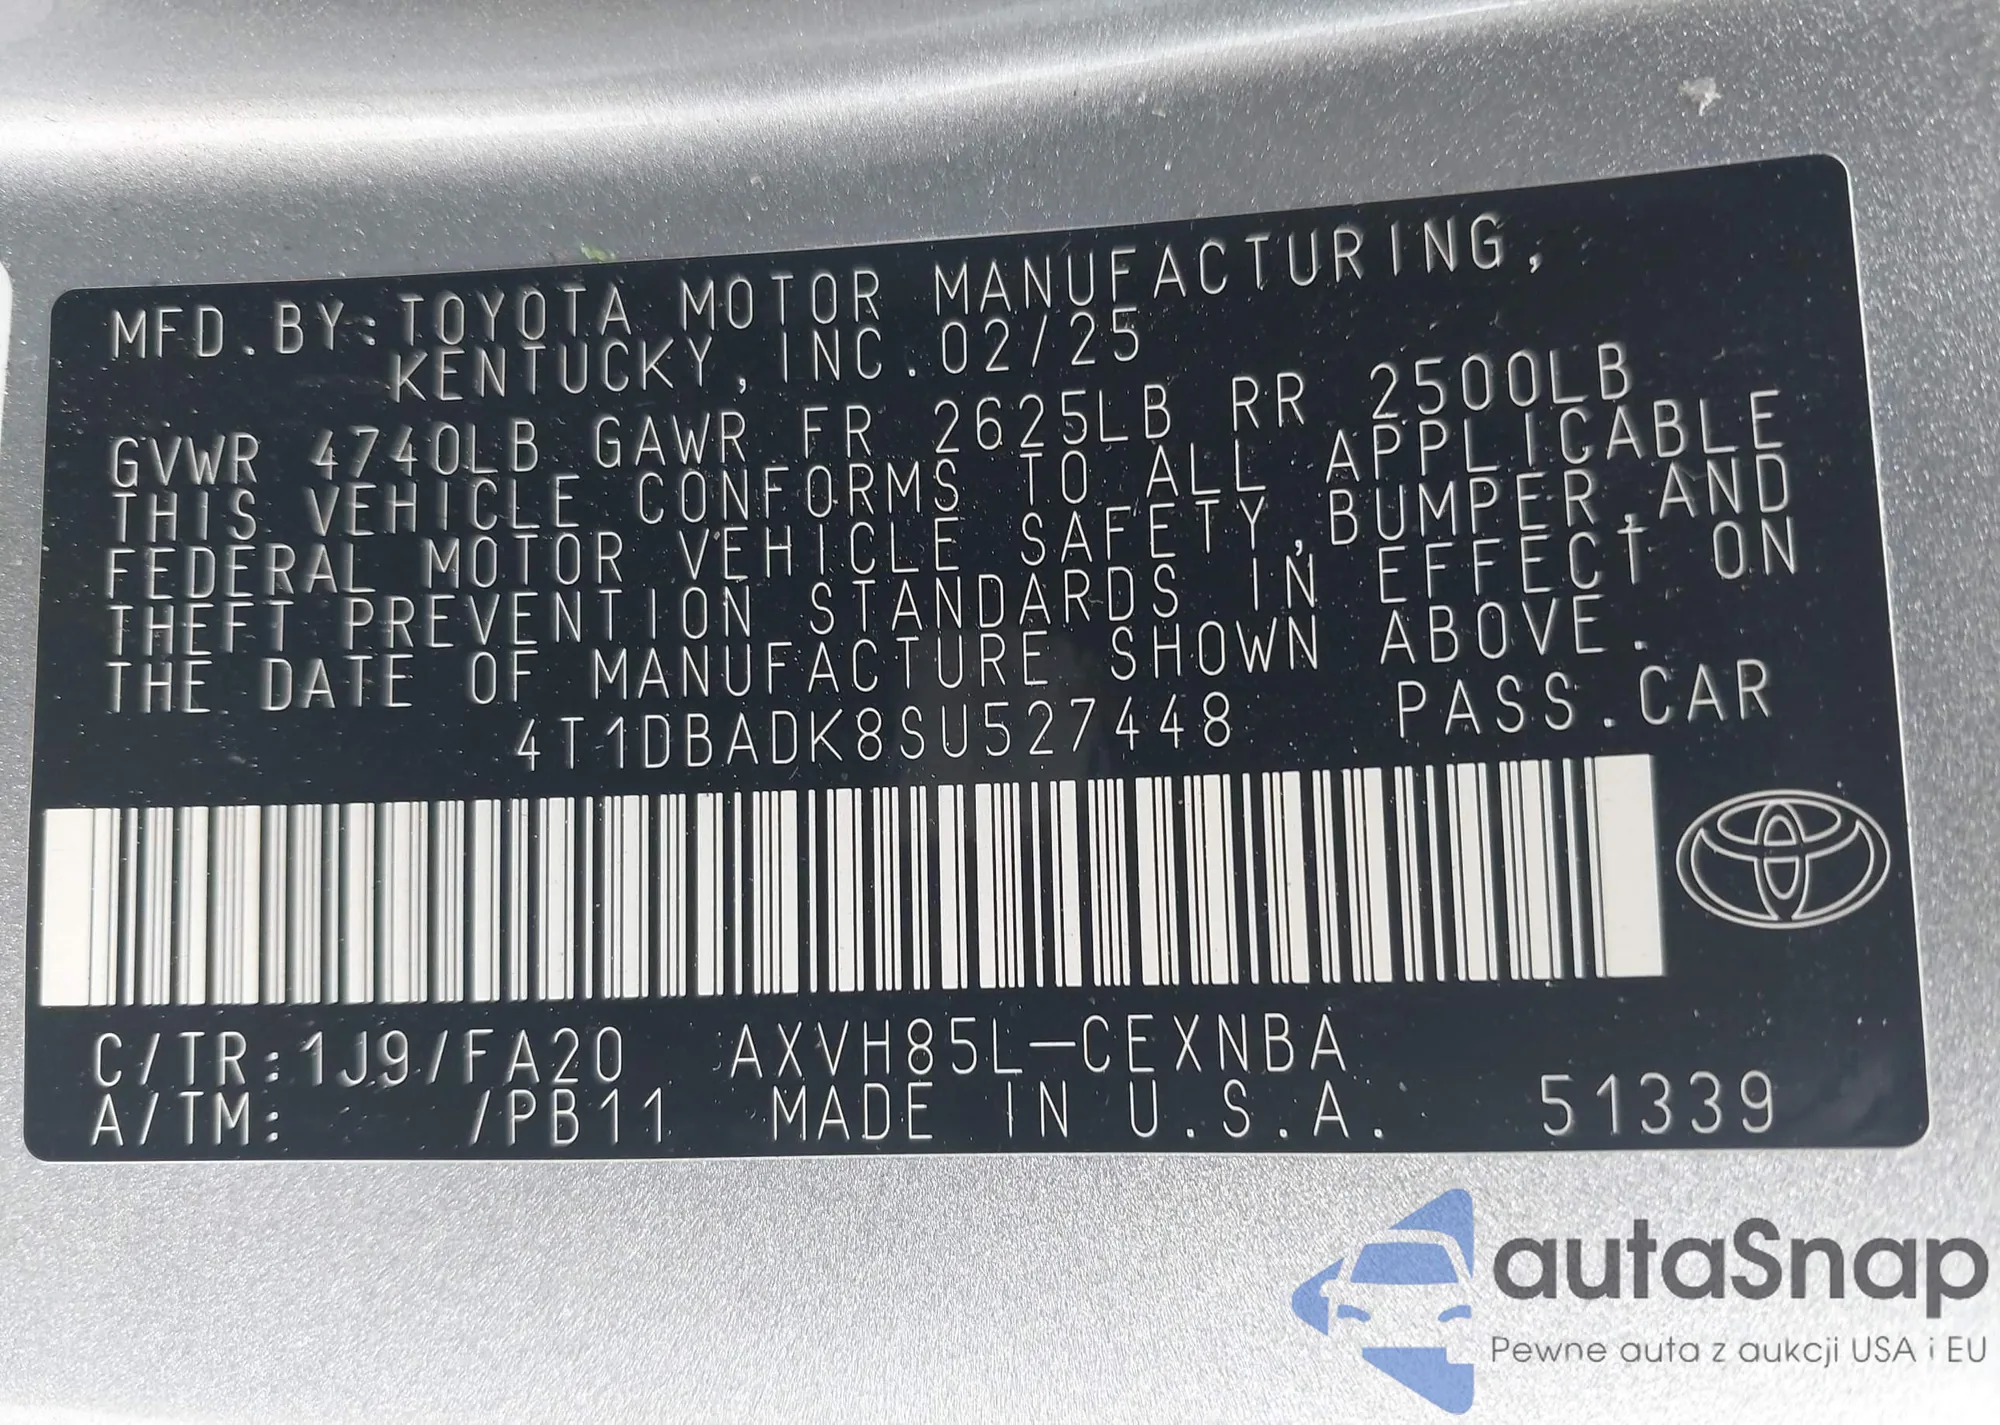 MFD. BY: TOYOTA MOTOR MANUFACTURING,
KENTUCKY, INC. 02/25
GVWR 4740LB GAWR FR 2625LB RR 2500LB
THIS VEHICLE CONFORMS TO ALL APPLICABLE
FEDERAL MOTOR VEHICLE SAFETY, BUMPER, AND
THEFT PREVENTION STANDARDS IN EFFECT ON
THE DATE OF MANUFACTURE SHOWN ABOVE.
4T1DBADK8SU527448 PASS. CAR
C/TR: 1J9/FA20 AXVH85L-CEXNBA
A/TM: /PB11 MADE IN U.S.A. 51339
autaSnap
Pewne auta z aukcji USA i EU